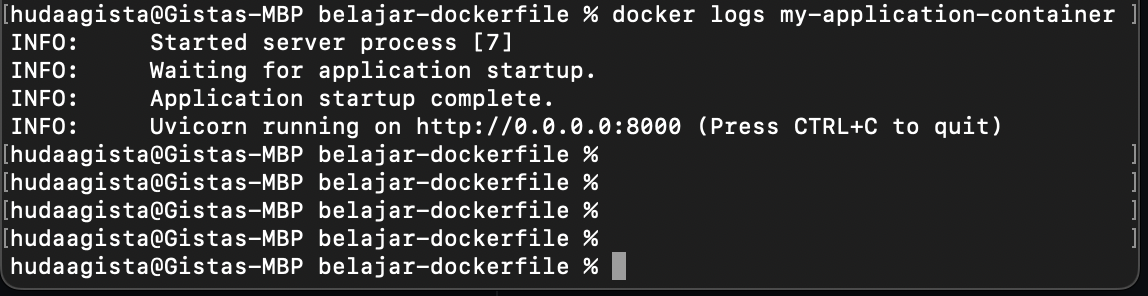 [hudaagista@Gistas-MBP belajar-dockerfile % docker logs my-application-container ]
INFO:     Started server process [7]
INFO:     Waiting for application startup.
INFO:     Application startup complete.
INFO:     Uvicorn running on http://0.0.0.0:8000 (Press CTRL+C to quit)
[hudaagista@Gistas-MBP belajar-dockerfile % ]
[hudaagista@Gistas-MBP belajar-dockerfile % ]
[hudaagista@Gistas-MBP belajar-dockerfile % ]
[hudaagista@Gistas-MBP belajar-dockerfile % ]
hudaagista@Gistas-MBP belajar-dockerfile %